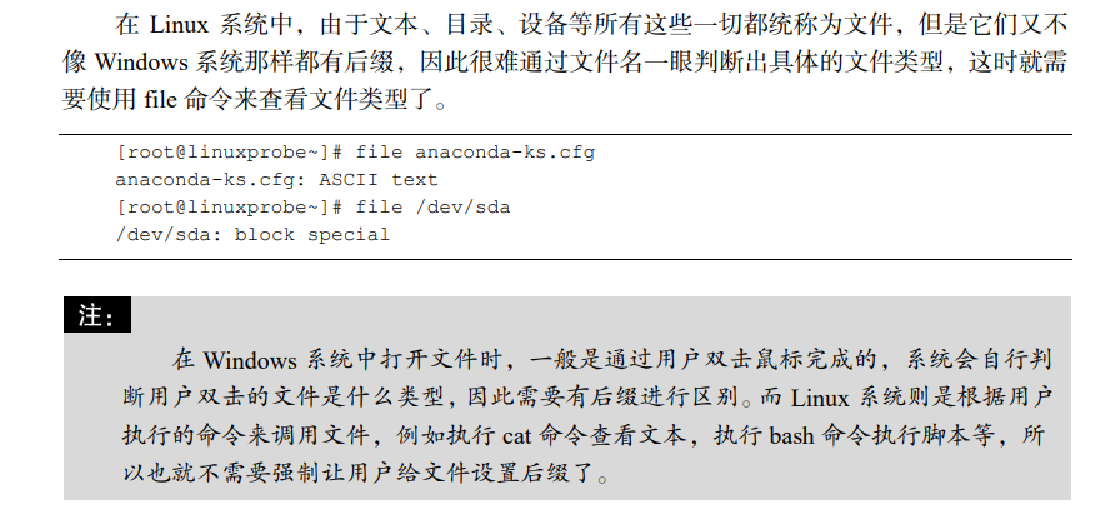 在 Linux 系统中，由于文本、目录、设备等所有这些一切都统称为文件，但是它们又不
像 Windows 系统那样都有后缀，因此很难通过文件名一眼判断出具体的文件类型，这时就需
要使用 file 命令来查看文件类型了。
[root@linuxprobe~]# file anaconda-ks.cfg
anaconda-ks.cfg: ASCII text
[root@linuxprobe~]# file /dev/sda
/dev/sda: block special
注：
在 Windows 系统中打开文件时，一般是通过用户双击鼠标完成的，系统会自行判
断用户双击的文件是什么类型，因此需要有后缀进行区别。而 Linux 系统则是根据用户
执行的命令来调用文件，例如执行 cat 命令查看文本，执行 bash 命令执行脚本等，所
以也就不需要强制让用户给文件设置后缀了。